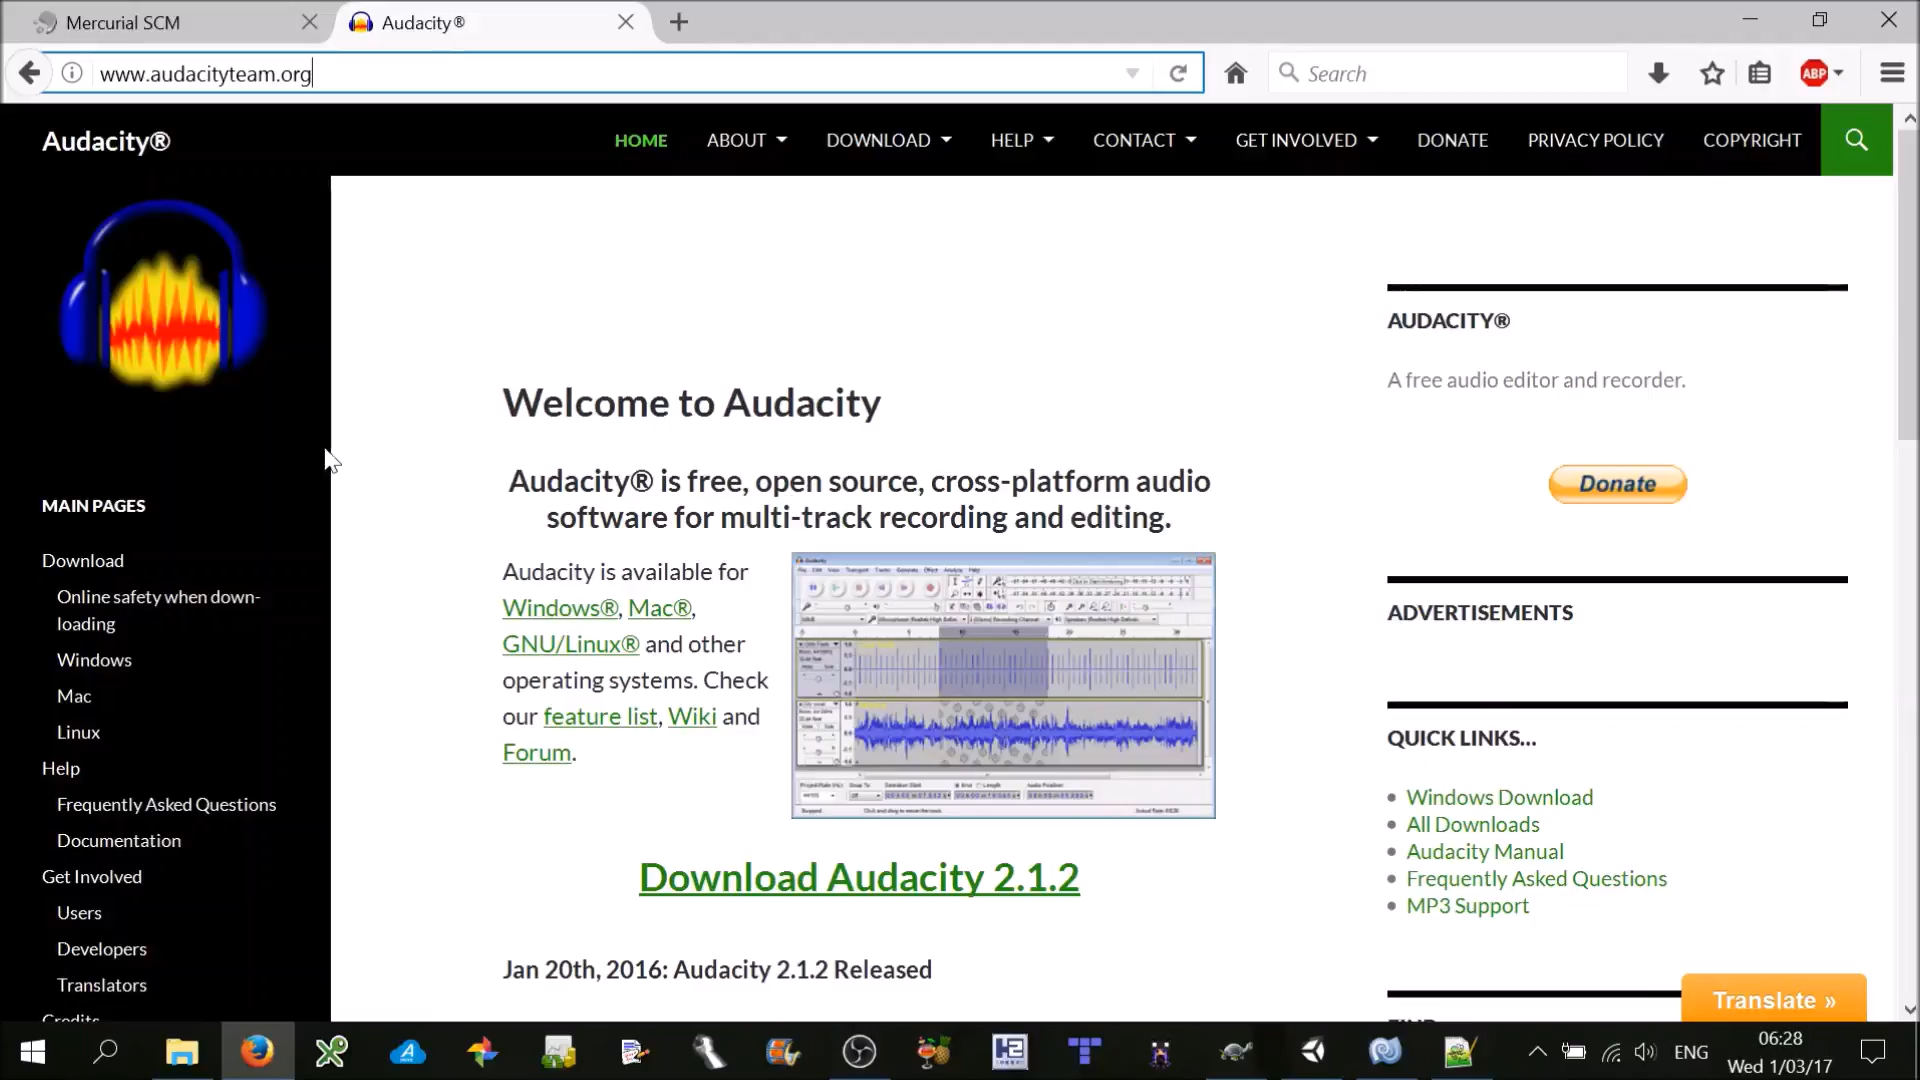 Mercurial SCM
Audacity®
www.audacityteam.org
Search
ABP
Audacity®
HOME
ABOUT
DOWNLOAD
HELP
CONTACT
GET INVOLVED
DONATE
PRIVACY POLICY
COPYRIGHT
MAIN PAGES
Download
Online safety when down-
loading
Windows
Mac
Linux
Help
Frequently Asked Questions
Documentation
Get Involved
Users
Developers
Translators
Credits
Welcome to Audacity
Audacity® is free, open source, cross-platform audio
software for multi-track recording and editing.
Audacity is available for
Windows®, Mac®,
GNU/Linux® and other
operating systems. Check
our feature list, Wiki and
Forum.
Download Audacity 2.1.2
Jan 20th, 2016: Audacity 2.1.2 Released
AUDACITY®
A free audio editor and recorder.
Donate
ADVERTISEMENTS
QUICK LINKS…
Windows Download
All Downloads
Audacity Manual
Frequently Asked Questions
MP3 Support
Translate »
ENG
06:28
Wed 1/03/17